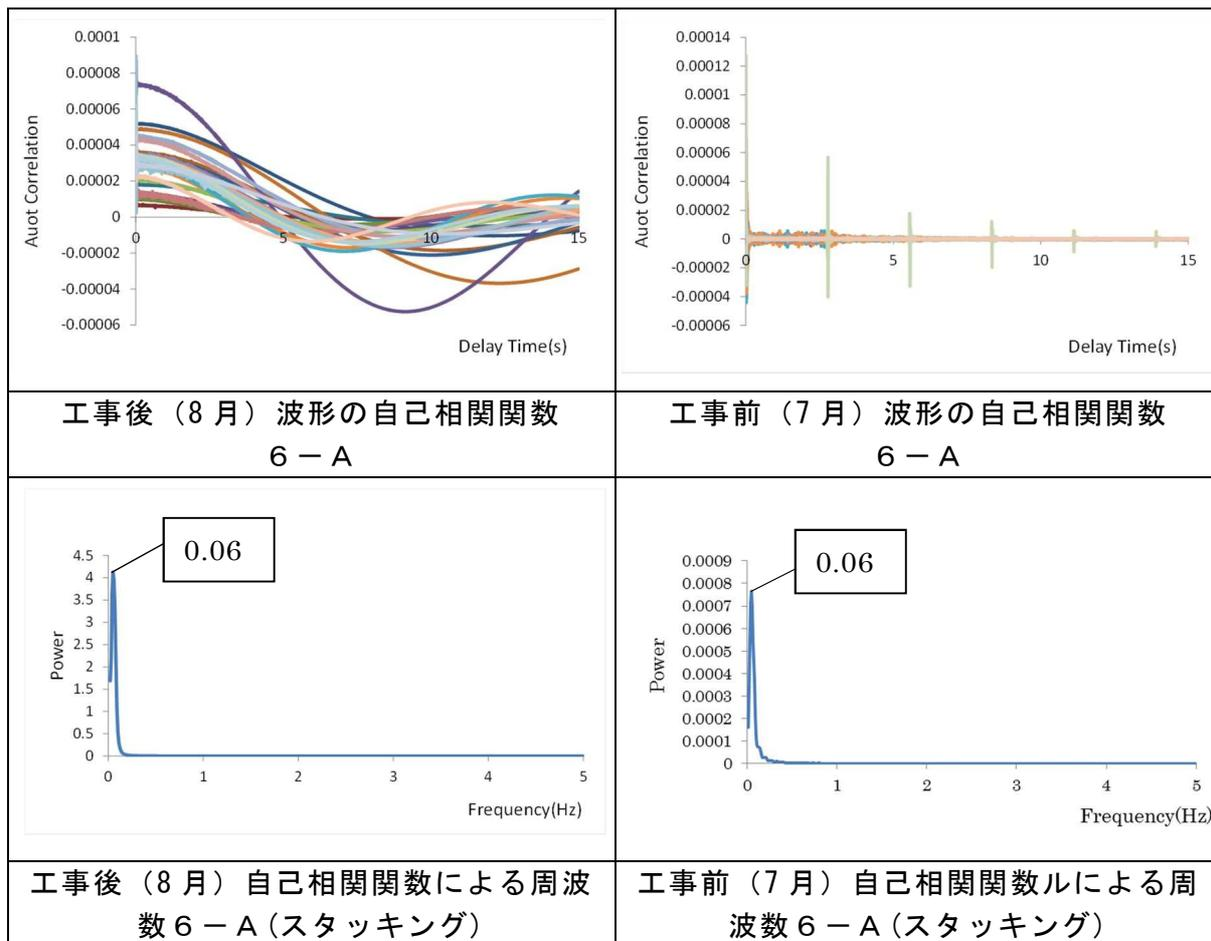 0.0001
0.00008
0.00006
0.00004
0.00002
0
-0.00002
-0.00004
-0.00006
Auot Correlation
0
5
10
15
Delay Time(s)
0.00014
0.00012
0.0001
0.00008
0.00006
0.00004
0.00002
0
-0.00002
-0.00004
-0.00006
Auot Correlation
0
5
10
15
Delay Time(s)
工事後（8月）波形の自己相関関数
６－Ａ
工事前（7月）波形の自己相関関数
６－Ａ
0.06
4.5
4
3.5
3
2.5
2
1.5
1
0.5
0
Power
0 1 2 3 4 5
Frequency(Hz)
0.06
0.0009
0.0008
0.0007
0.0006
0.0005
0.0004
0.0003
0.0002
0.0001
0
Power
0 1 2 3 4 5
Frequency(Hz)
工事後（8月）自己相関関数による周波
数６－Ａ(スタッキング)
工事前（7月）自己相関関数ルによる周
波数６－Ａ(スタッキング)